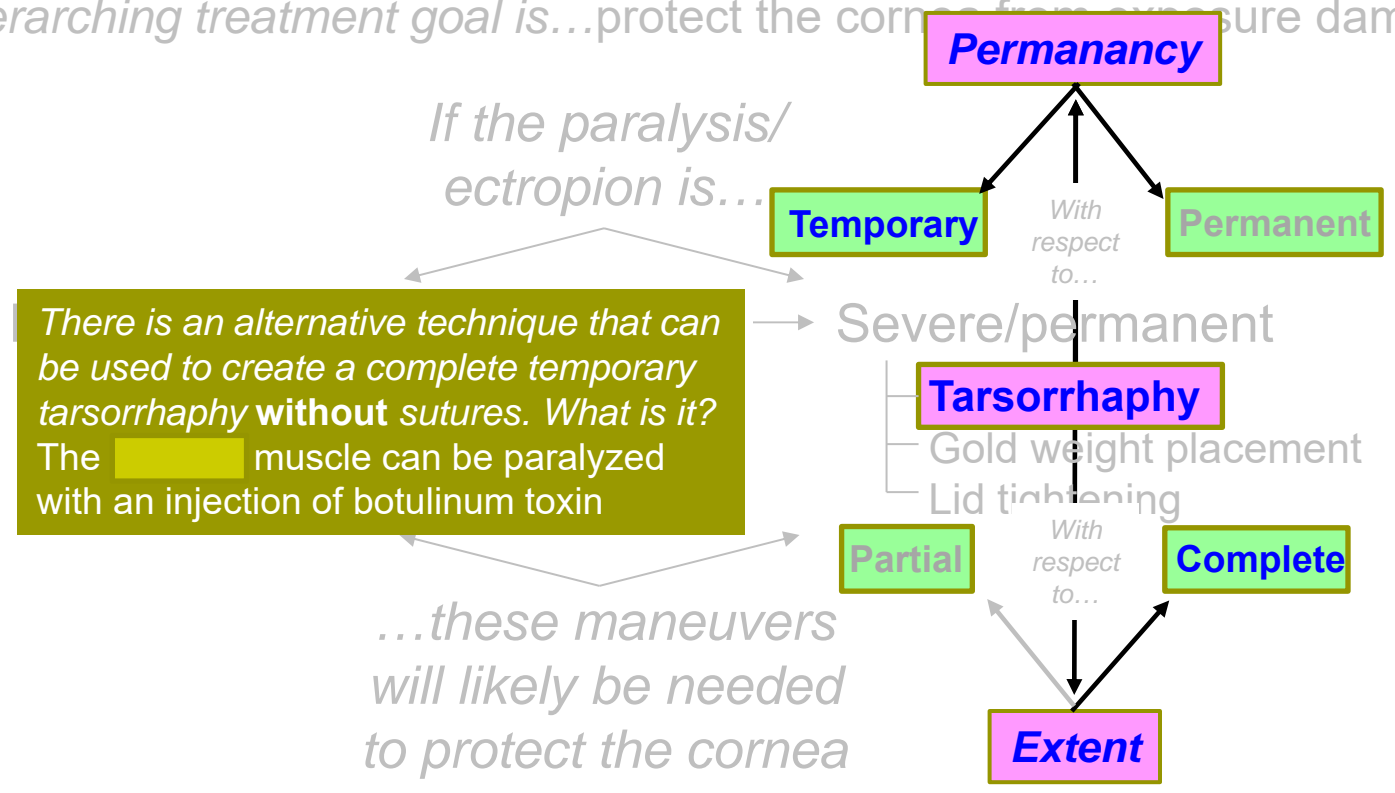 erarching treatment goal is…protect the cornea from exposure dam
Permanancy
If the paralysis/
ectropion is…
Temporary
With
respect
to…
Permanent
There is an alternative technique that can
be used to create a complete temporary
tarsorrhaphy without sutures. What is it?
The muscle can be paralyzed
with an injection of botulinum toxin
Severe/permanent
Tarsorrhaphy
Gold weight placement
Lid tightening
Partial
With
respect
to…
Complete
…these maneuvers
will likely be needed
to protect the cornea
Extent